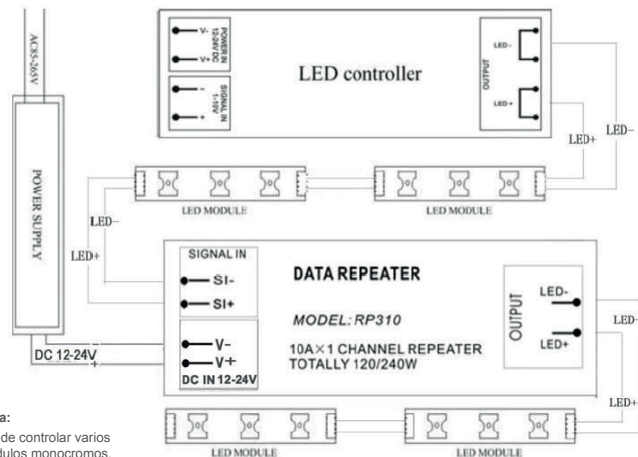 AC85-265V
POWER SUPPLY
V-
V+
12-24V DC
POWER IN
-
+
SIGNAL IN
1-10V
LED controller
LED -
LED +
OUTPUT
LED+
LED-
LED MODULE
LED MODULE
LED-
LED+
SIGNAL IN
SI-
SI+
V-
V+
DC IN 12-24V
DC 12-24V
DATA REPEATER
MODEL: RP310
10A×1 CHANNEL REPEATER
TOTALLY 120/240W
OUTPUT
LED-
LED+
LED-
LED+
LED MODULE
LED MODULE
a:
de controlar varios
dulos monocromos.